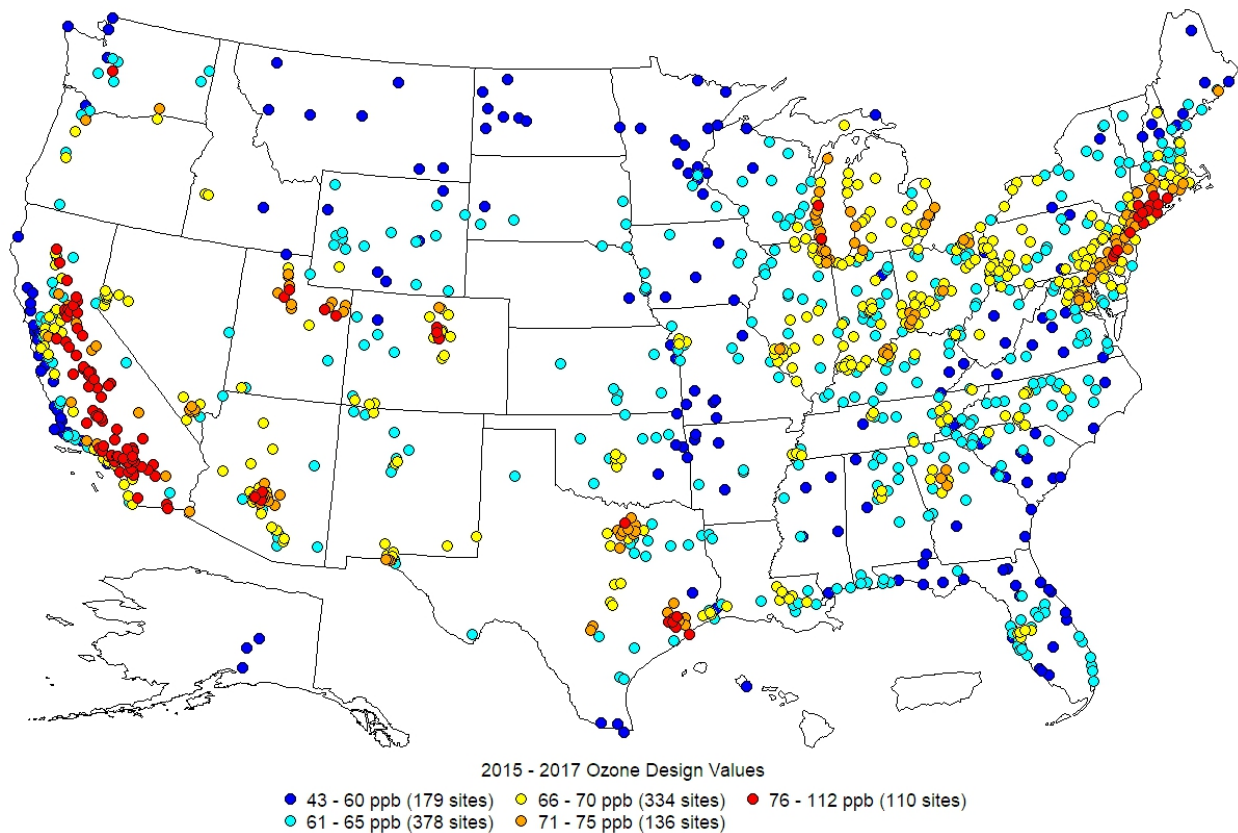 2015 - 2017 Ozone Design Values
43 - 60 ppb (179 sites) 66 - 70 ppb (334 sites) 76 - 112 ppb (110 sites)
61 - 65 ppb (378 sites) 71 - 75 ppb (136 sites)